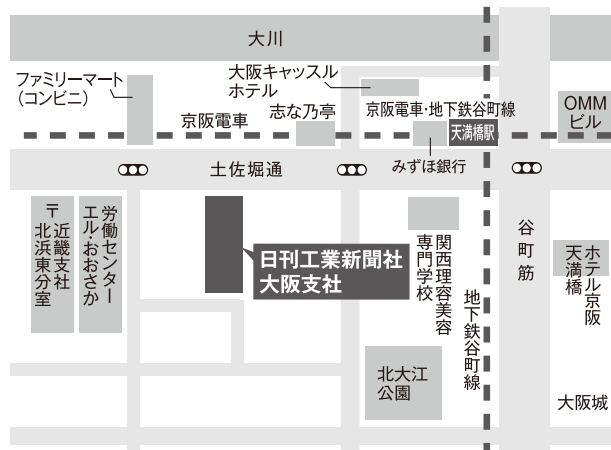 大川
ファミリーマート
（コンビニ）
大阪キャッスル
ホテル
京阪電車
志な乃亭
京阪電車・地下鉄谷町線
天満橋駅
OMM
ビル
みずほ銀行
土佐堀通
〒近畿支社
北浜東分室
労働センター
エル・おおさか
日刊工業新聞社
大阪支社
関西理容美容
専門学校
地下鉄谷町線
谷町筋
ホテル京阪
天満橋
北大江
公園
大阪城